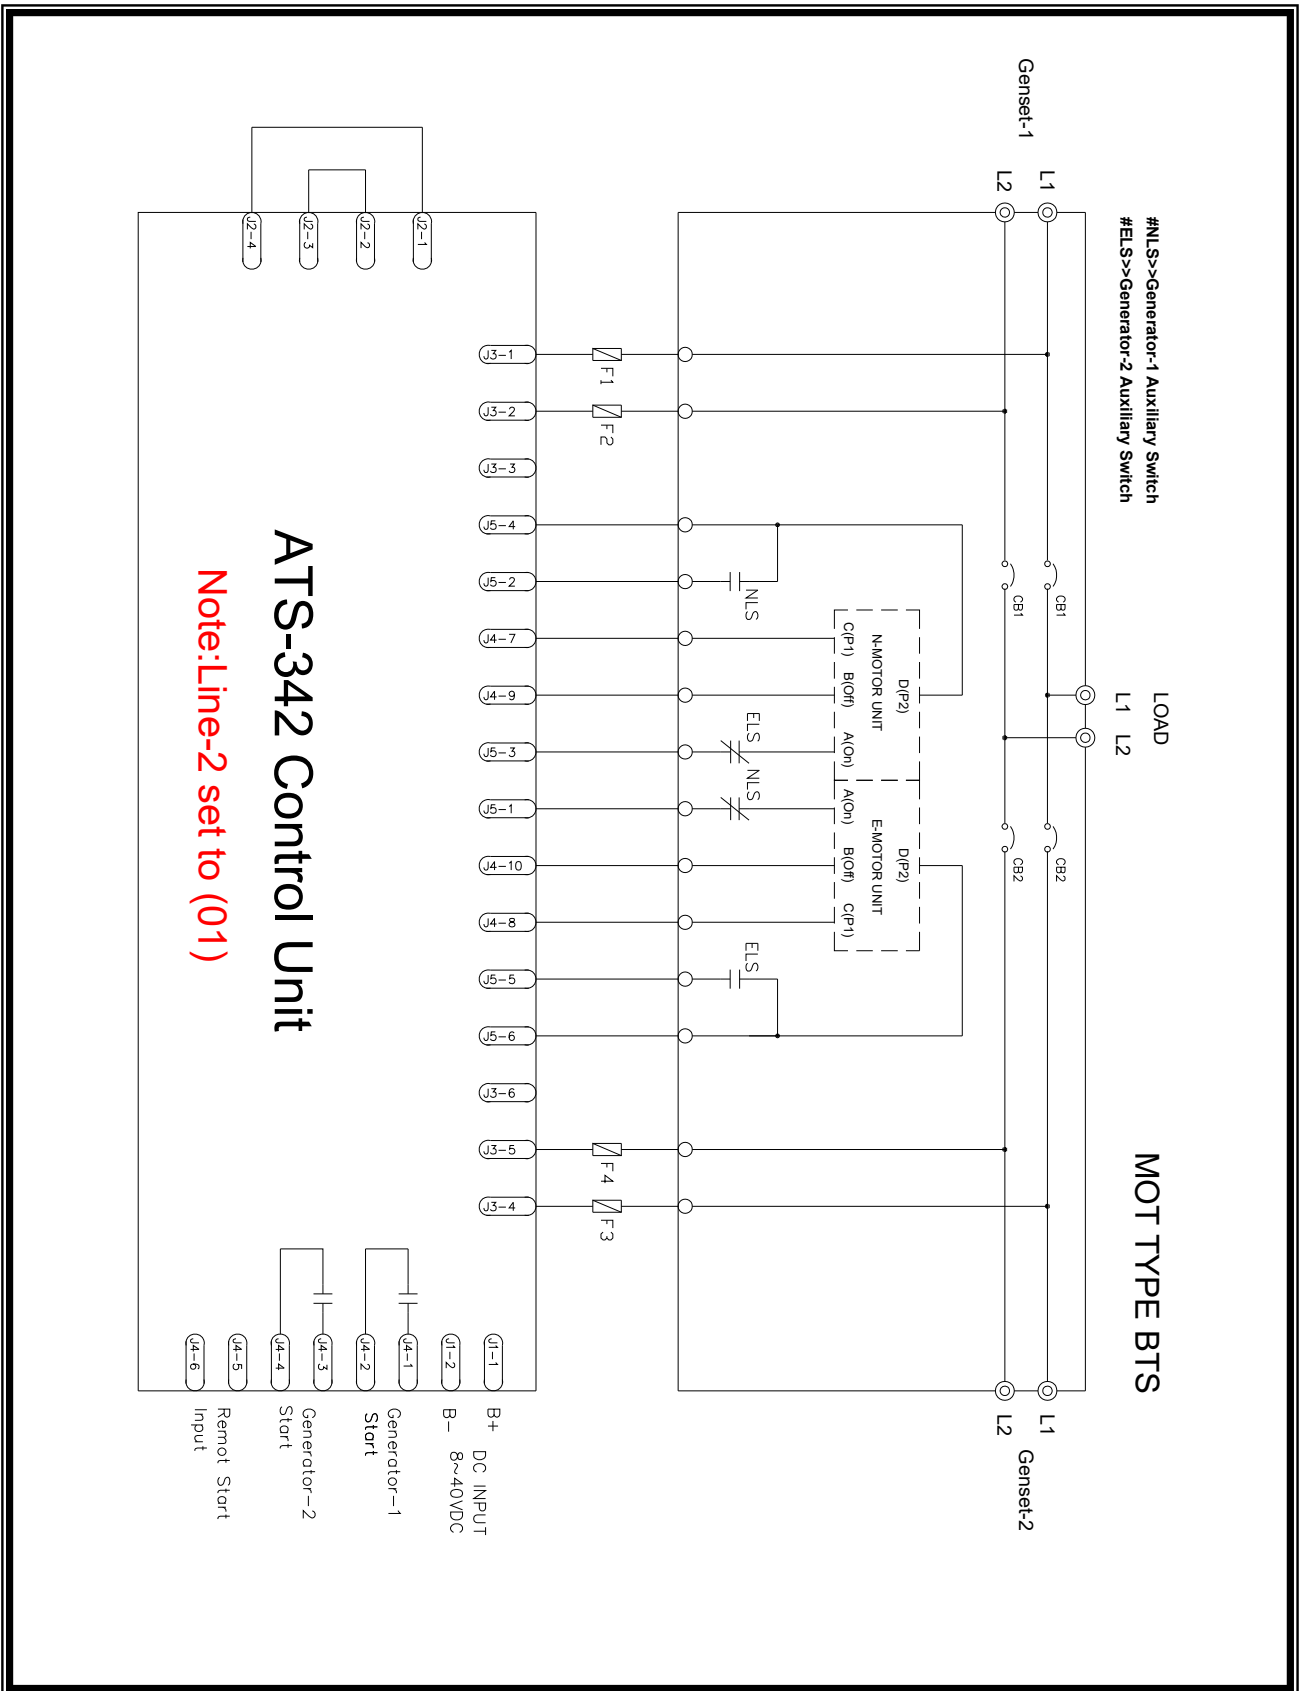 MOT TYPE BTS
#NLS>>Generator-1 Auxiliary Switch
#ELS>>Generator-2 Auxiliary Switch
LOAD
L1 L2
Genset-1
L1
L2
CB1
CB1
CB2
CB2
L1
L2
Genset-2
D(P2)
N-MOTOR UNIT
C(P1) B(Off) A(On)
D(P2)
E-MOTOR UNIT
A(On) B(Off) C(P1)
NLS
ELS
NLS
ELS
F1
F2
F4
F3
J3-1
J3-2
J3-3
J5-4
J5-2
J4-7
J4-9
J5-3
J5-1
J4-10
J4-8
J5-5
J5-6
J3-6
J3-5
J3-4
J2-1
J2-2
J2-3
J2-4
ATS-342 Control Unit
Note:Line-2 set to (01)
J1-1
J1-2
J4-1
J4-2
J4-3
J4-4
J4-5
J4-6
B+
B-
DC INPUT
8~40VDC
Generator-1
Start
Generator-2
Start
Remot Start
Input